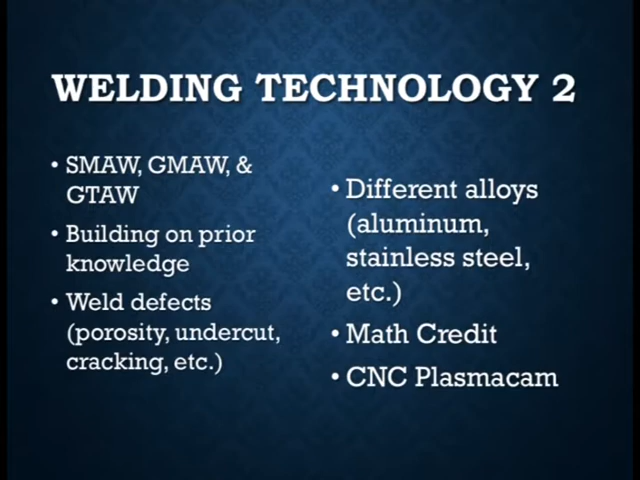 WELDING TECHNOLOGY 2
• SMAW, GMAW, &
GTAW
• Building on prior
knowledge
• Weld defects
(porosity, undercut,
cracking, etc.)
• Different alloys
(aluminum,
stainless steel,
etc.)
• Math Credit
• CNC Plasmacam